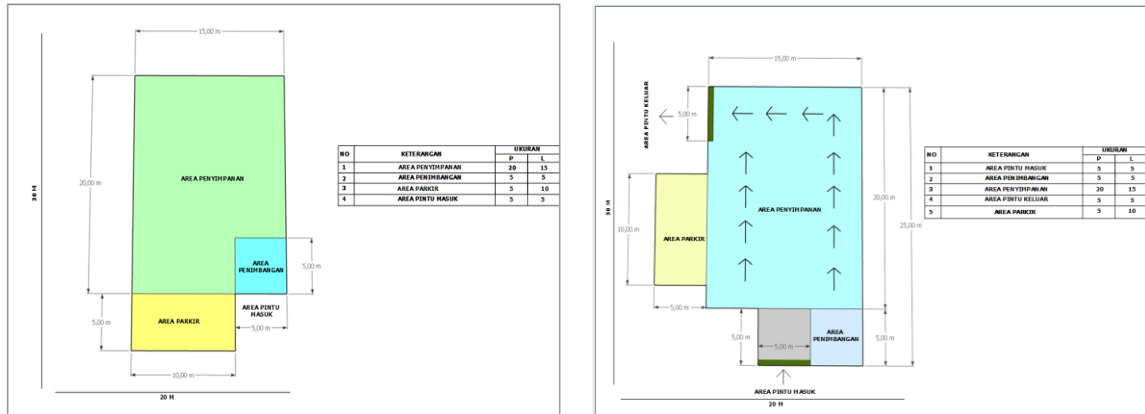 15,00 m
20,00 m
30 M
AREA PENYIMPANAN
AREA
PENIMBANGAN
5,00 m
AREA PARKIR
AREA PINTU
MASUK
5,00 m
5,00 m
10,00 m
20 M
NO KETERANGAN UKURAN
P L
1 AREA PENYIMPANAN 20 15
2 AREA PENIMBANGAN 5 5
3 AREA PARKIR 5 10
4 AREA PINTU MASUK 5 5
15,00 m
AREA PINTU KELUAR
5,00 m
30 M
10,00 m
AREA PARKIR
AREA PENYIMPANAN
20,00 m
25,00 m
5,00 m
5,00 m
5,00 m
AREA
PENIMBANGAN
5,00 m
AREA PINTU MASUK
20 M
NO KETERANGAN UKURAN
P L
1 AREA PINTU MASUK 5 5
2 AREA PENIMBANGAN 5 5
3 AREA PENYIMPANAN 20 15
4 AREA PINTU KELUAR 5 5
5 AREA PARKIR 5 10